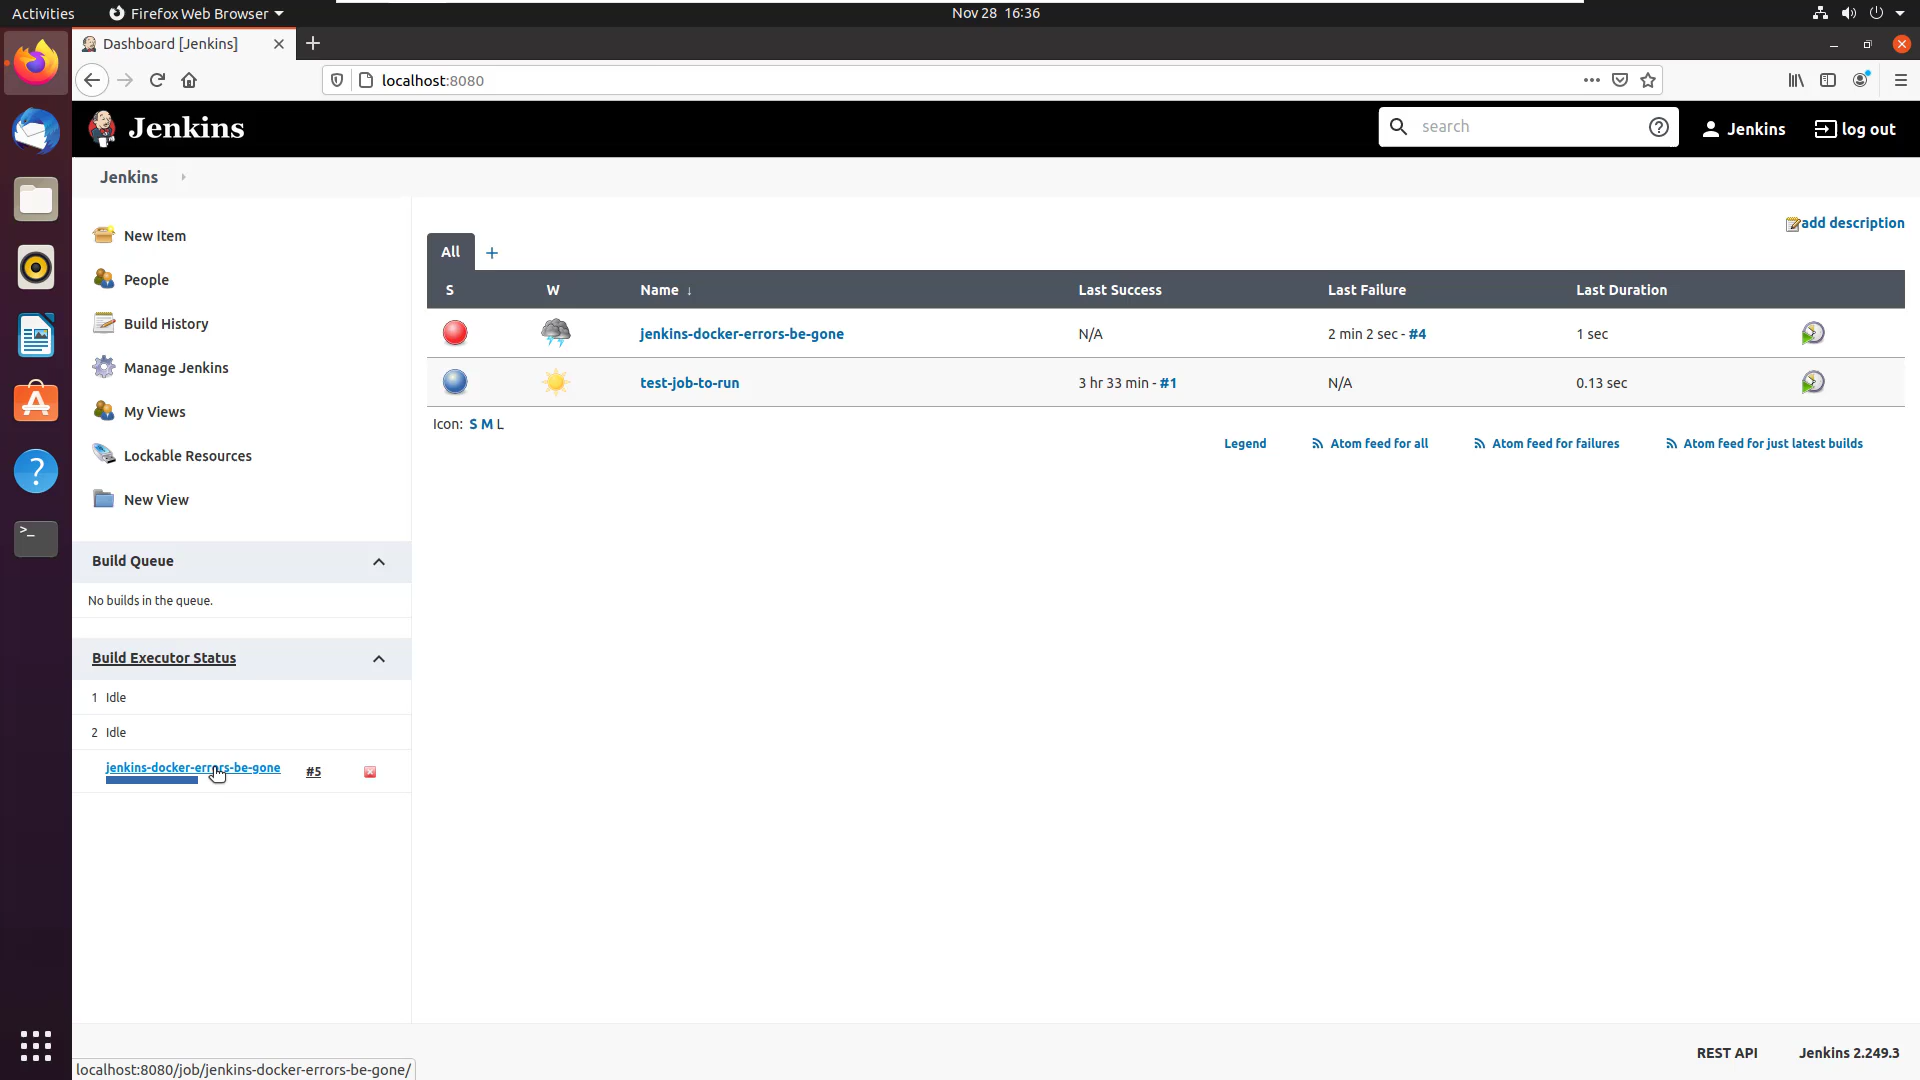 Activities Firefox Web Browser Nov 28 16:36
Dashboard [Jenkins]
localhost:8080
Jenkins search Jenkins log out
Jenkins
add description
New Item
People
Build History
Manage Jenkins
My Views
Lockable Resources
New View
Build Queue
No builds in the queue.
Build Executor Status
1 Idle
2 Idle
jenkins-docker-errors-be-gone #5
All +
S W Name ↓ Last Success Last Failure Last Duration
jenkins-docker-errors-be-gone N/A 2 min 2 sec - #4 1 sec
test-job-to-run 3 hr 33 min - #1 N/A 0.13 sec
Icon: S M L
Legend Atom feed for all Atom feed for failures Atom feed for just latest builds
REST API Jenkins 2.249.3
localhost:8080/job/jenkins-docker-errors-be-gone/